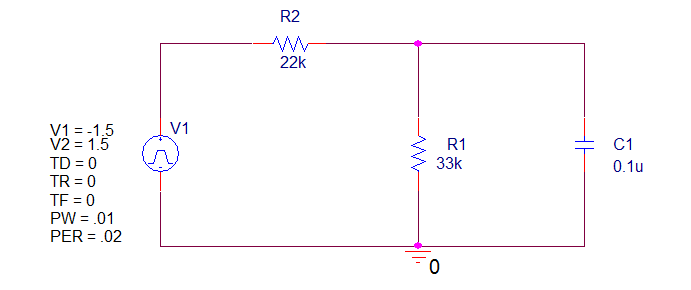 R2
22k
V1 = -1.5
V2 = 1.5
TD = 0
TR = 0
TF = 0
PW = .01
PER = .02
V1
R1
33k
C1
0.1u
0